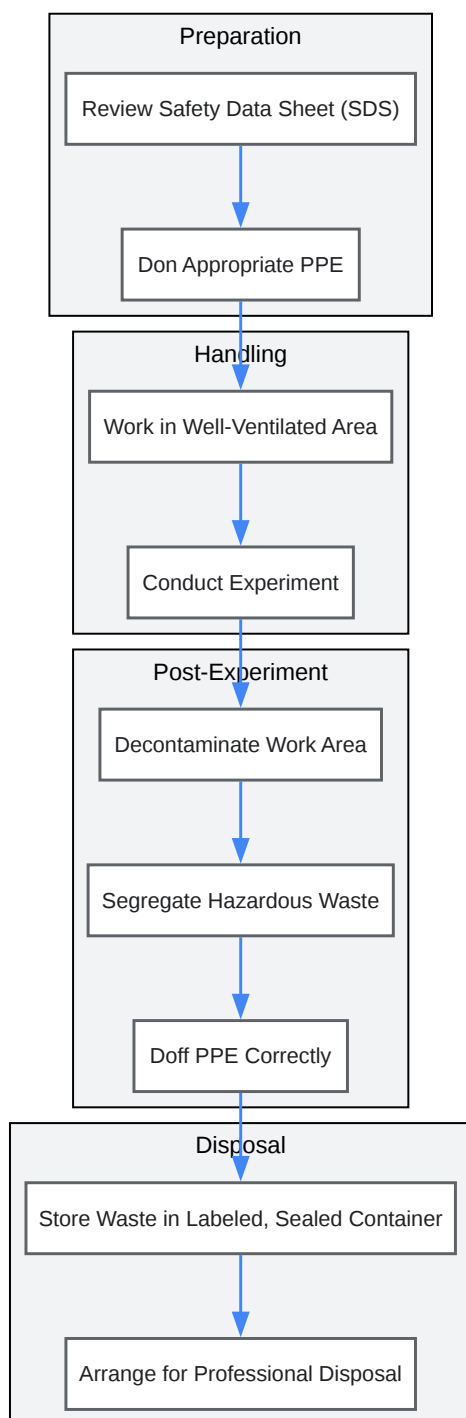 Preparation
Review Safety Data Sheet (SDS)
Don Appropriate PPE
Handling
Work in Well-Ventilated Area
Conduct Experiment
Post-Experiment
Decontaminate Work Area
Segregate Hazardous Waste
Doff PPE Correctly
Disposal
Store Waste in Labeled, Sealed Container
Arrange for Professional Disposal